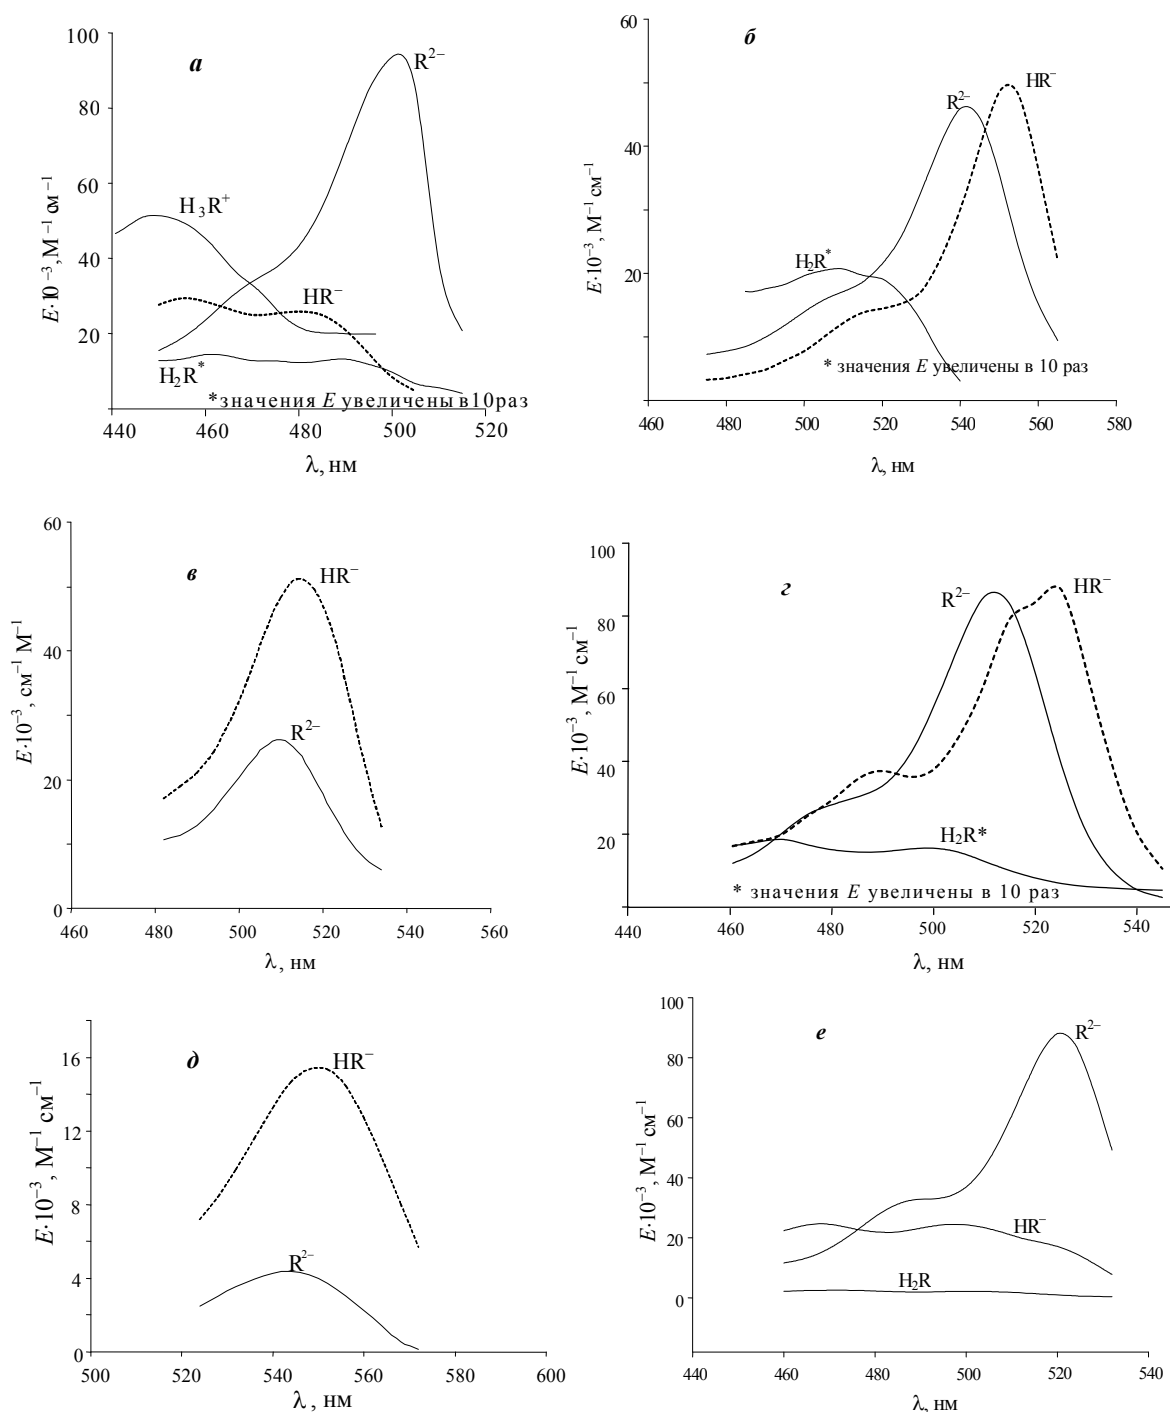 а
E·10⁻³, M⁻¹ см⁻¹
100
80
60
40
20
R²⁻
H₃R⁺
HR⁻
H₂R*
*значения E увеличены в 10 раз
440 460 480 500 520
λ, нм
б
E·10⁻³, M⁻¹ см⁻¹
60
40
20
R²⁻
HR⁻
H₂R*
* значения E увеличены в 10 раз
460 480 500 520 540 560 580
λ, нм
в
E·10⁻³, см⁻¹ M⁻¹
60
40
20
0
HR⁻
R²⁻
460 480 500 520 540 560
λ, нм
г
E·10⁻³, M⁻¹ см⁻¹
100
80
60
40
20
R²⁻
HR⁻
H₂R*
* значения E увеличены в 10 раз
440 460 480 500 520 540
λ, нм
д
E·10⁻³, M⁻¹ см⁻¹
16
12
8
4
0
HR⁻
R²⁻
500 520 540 560 580 600
λ, нм
е
E·10⁻³, M⁻¹ см⁻¹
100
80
60
40
20
0
R²⁻
HR⁻
H₂R
440 460 480 500 520 540
λ, нм